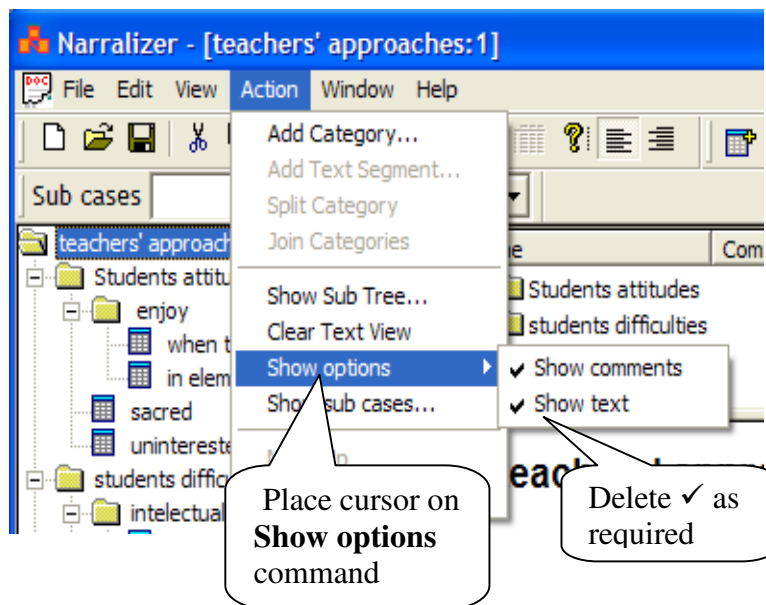 Narralizer - [teachers' approaches:1]
DOC File Edit View Action Window Help
Sub cases
Add Category...
Add Text Segment...
Split Category
Join Categories
Show Sub Tree...
Clear Text View
Show options
Show sub cases...
Show comments
Show text
teachers' approach
Students attitu
enjoy
when t
in elem
sacred
unintereste
students diffic
intelectual
Com
Students attitudes
students difficulties
Place cursor on
Show options
command
Delete ✓ as
required